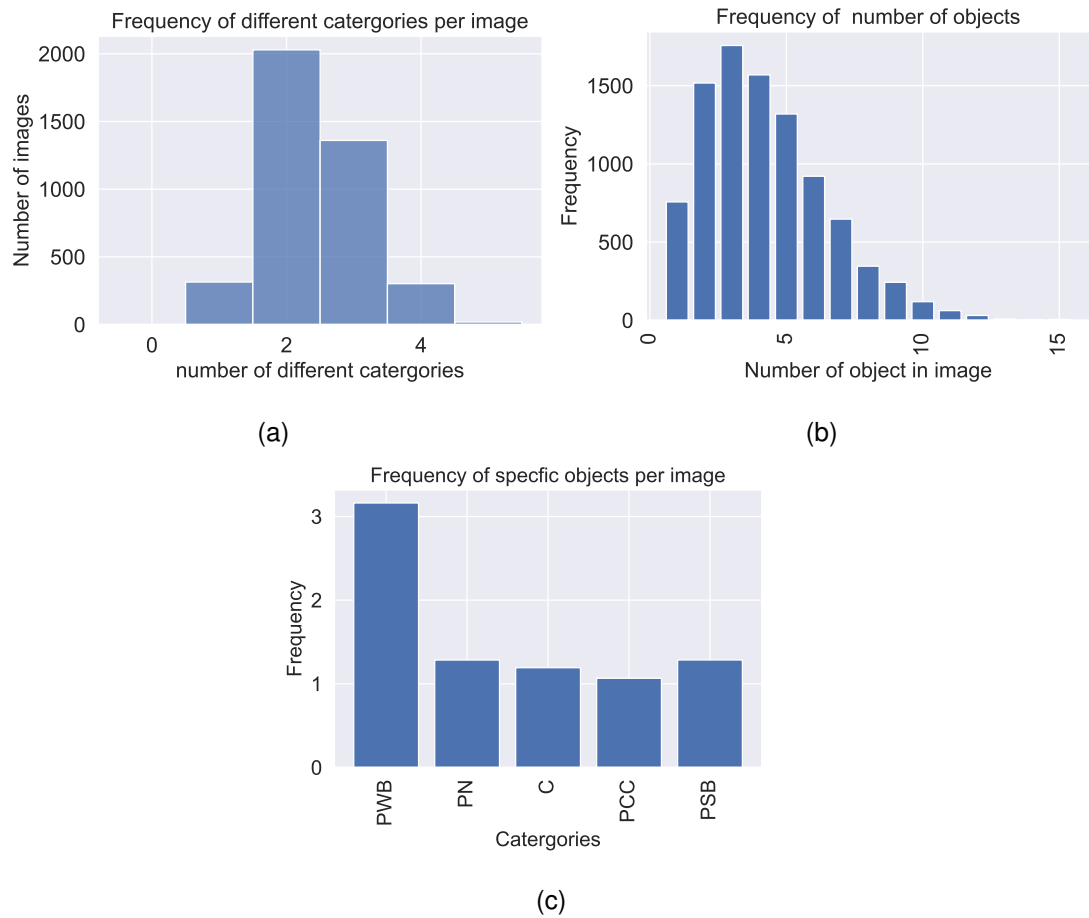 Frequency of different catergories per image
Number of images
2000
1500
1000
500
0
0 2 4
number of different catergories
(a)
Frequency of  number of objects
Frequency
1500
1000
500
0
0 5 10 15
Number of object in image
(b)
Frequency of specfic objects per image
Frequency
3
2
1
0
PWB PN C PCC PSB
Catergories
(c)